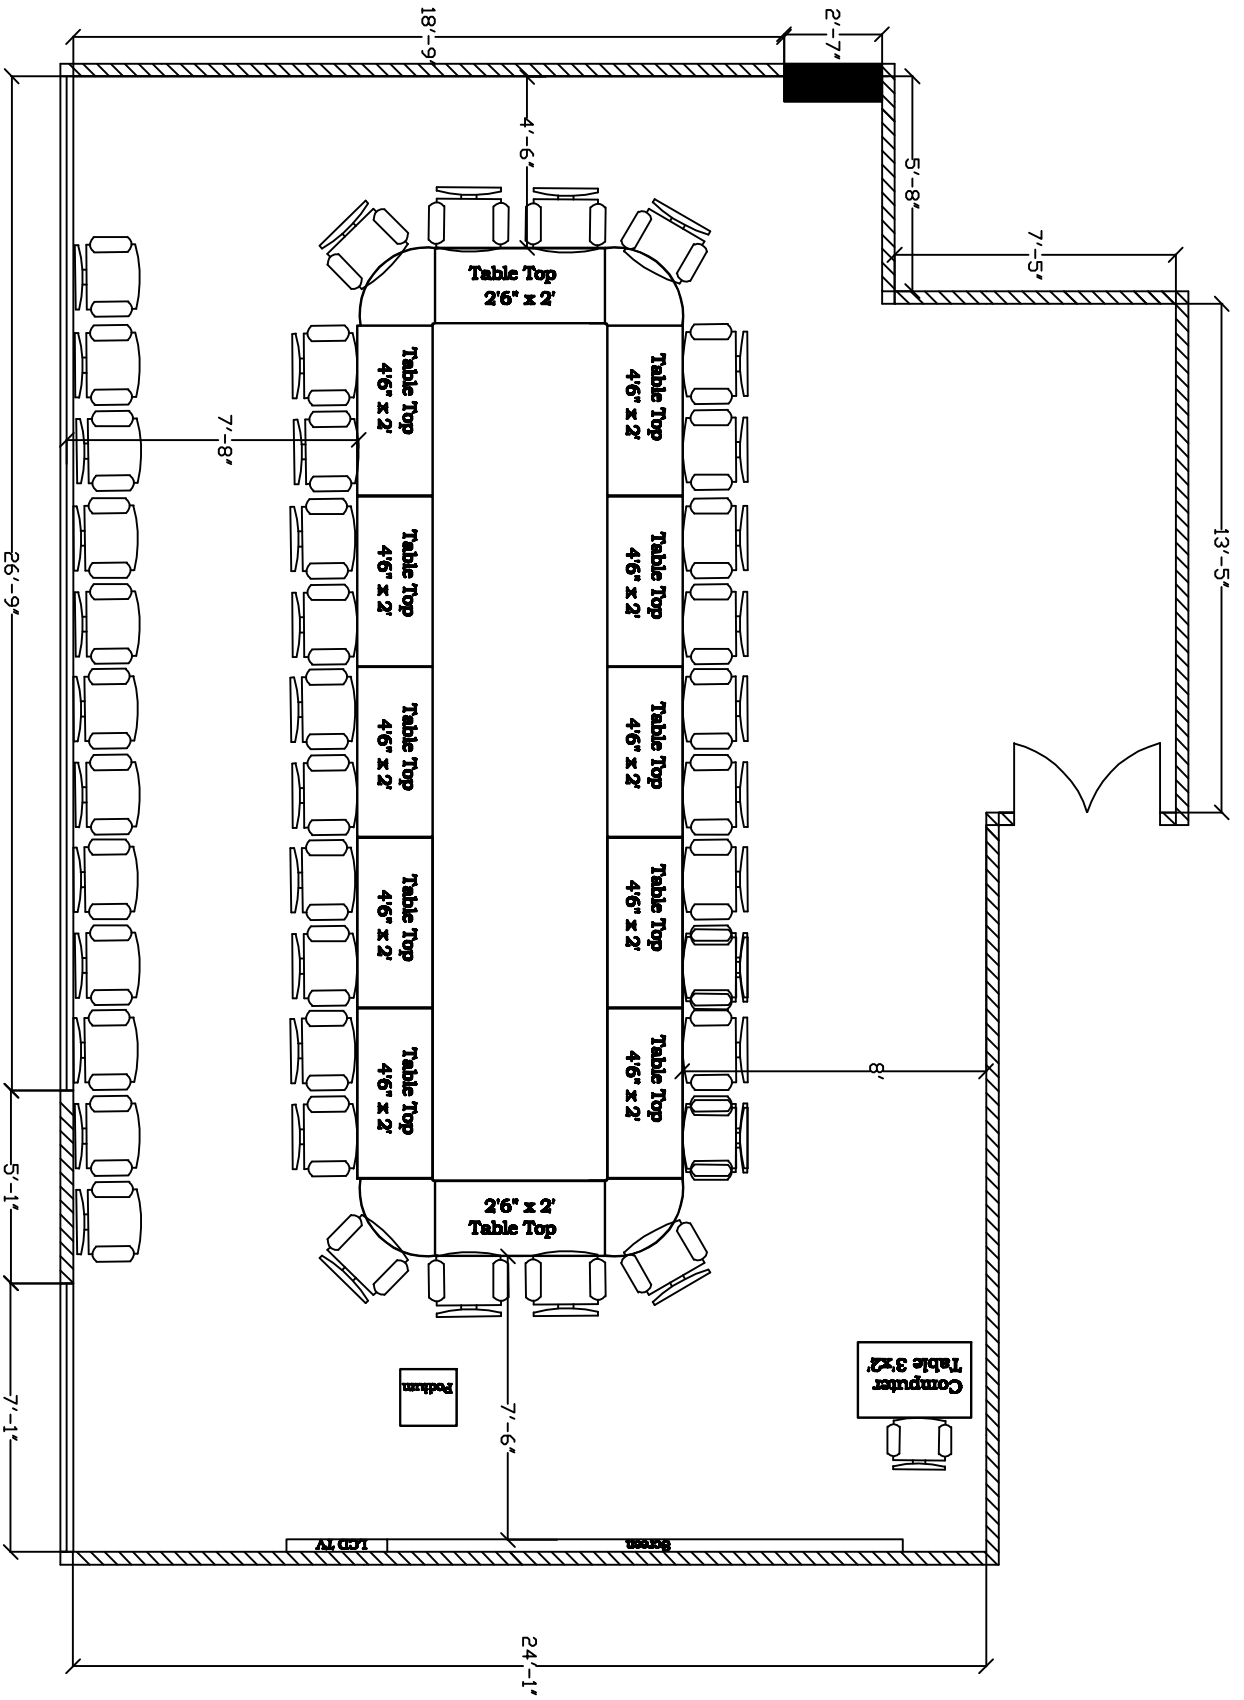 18'-9"
2'-7"
4'-6"
5'-8"
7'-5"
13'-5"
Table Top
2'6" x 2'
Table Top
4'6" x 2'
Table Top
4'6" x 2'
7'-8"
26'-9"
Table Top
4'6" x 2'
Table Top
4'6" x 2'
Table Top
4'6" x 2'
Table Top
4'6" x 2'
Table Top
4'6" x 2'
Table Top
4'6" x 2'
8'
Table Top
4'6" x 2'
Table Top
4'6" x 2'
5'-1"
2'6" x 2'
Table Top
Computer
Table 3'x2'
Podium
7'-1"
7'-6"
LCD TV
Screen
24'-1"